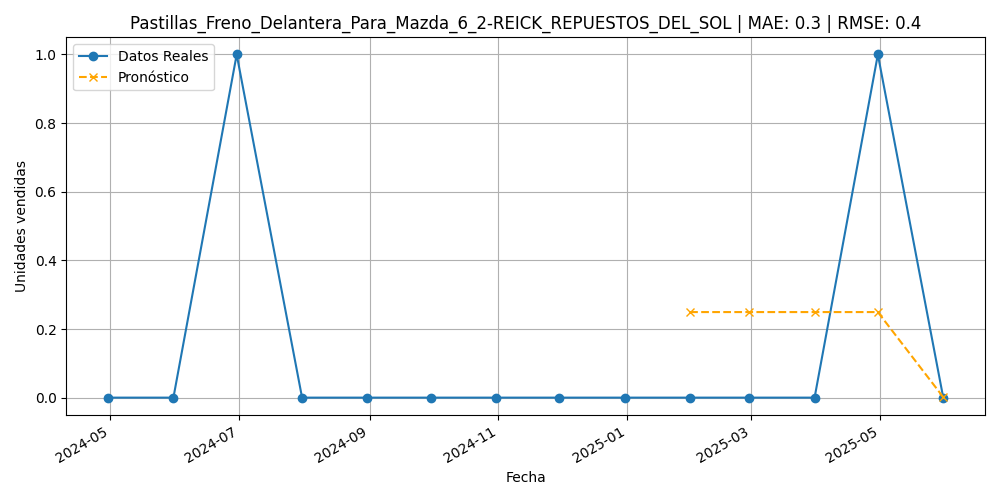 Pastillas_Freno_Delantera_Para_Mazda_6_2-REICK_REPUESTOS_DEL_SOL | MAE: 0.3 | RMSE: 0.4
Datos Reales
Pronóstico
Unidades vendidas
1.0
0.8
0.6
0.4
0.2
0.0
2024-05
2024-07
2024-09
2024-11
2025-01
2025-03
2025-05
Fecha